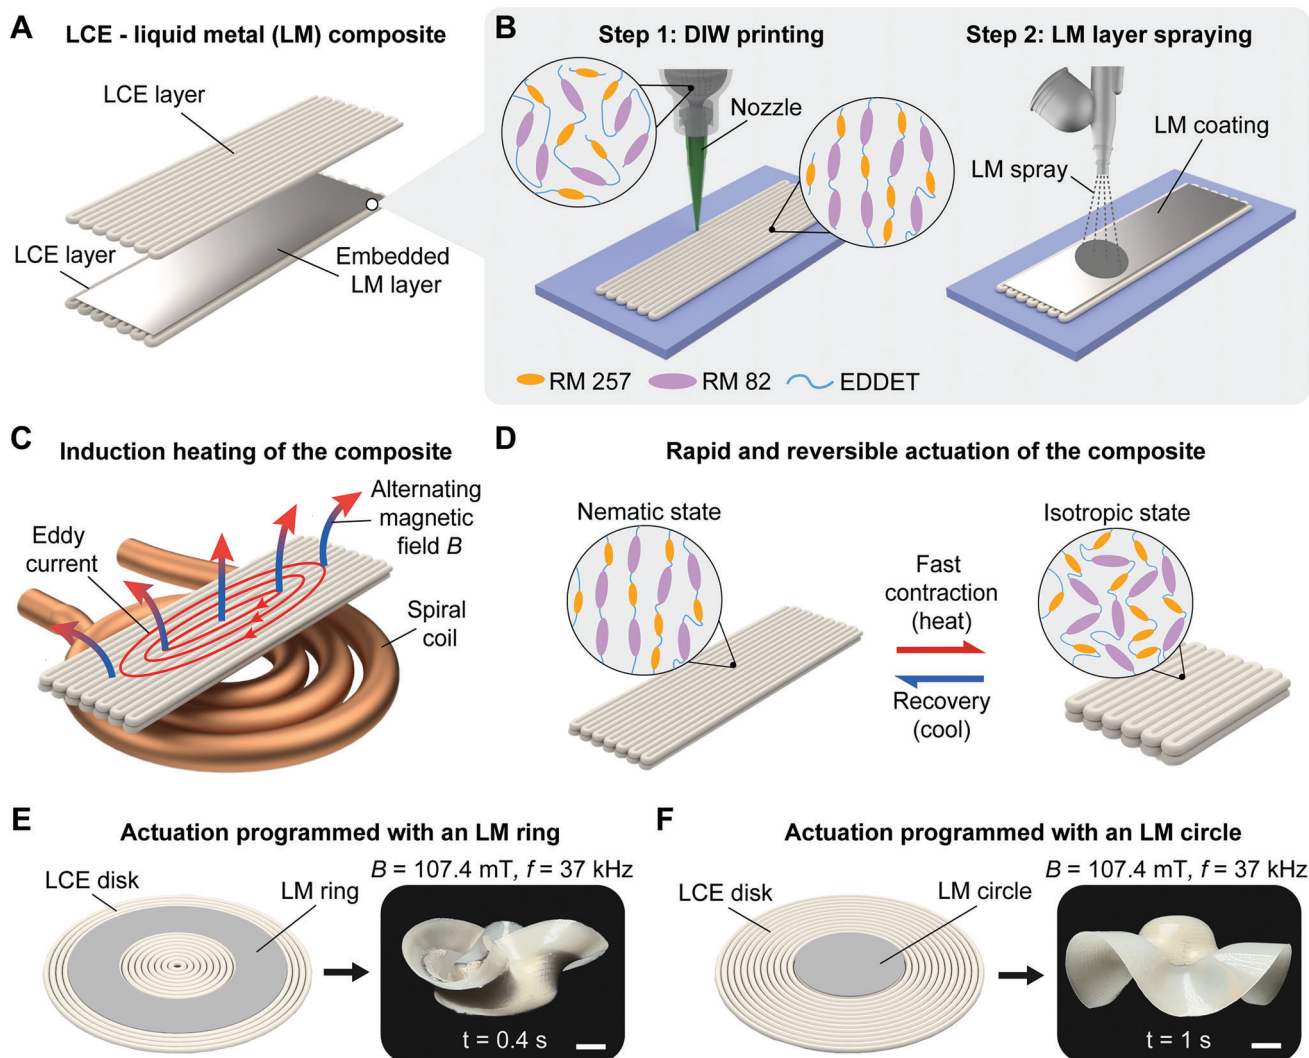 A
LCE - liquid metal (LM) composite
LCE layer
LCE layer
Embedded
LM layer
B
Step 1: DIW printing
Step 2: LM layer spraying
Nozzle
LM coating
LM spray
RM 257
RM 82
EDDET
C
Induction heating of the composite
Alternating
magnetic
field B
Eddy
current
Spiral
coil
D
Rapid and reversible actuation of the composite
Nematic state
Isotropic state
Fast
contraction
(heat)
Recovery
(cool)
E
Actuation programmed with an LM ring
B = 107.4 mT, f = 37 kHz
LCE disk
LM ring
t = 0.4 s
F
Actuation programmed with an LM circle
B = 107.4 mT, f = 37 kHz
LCE disk
LM circle
t = 1 s